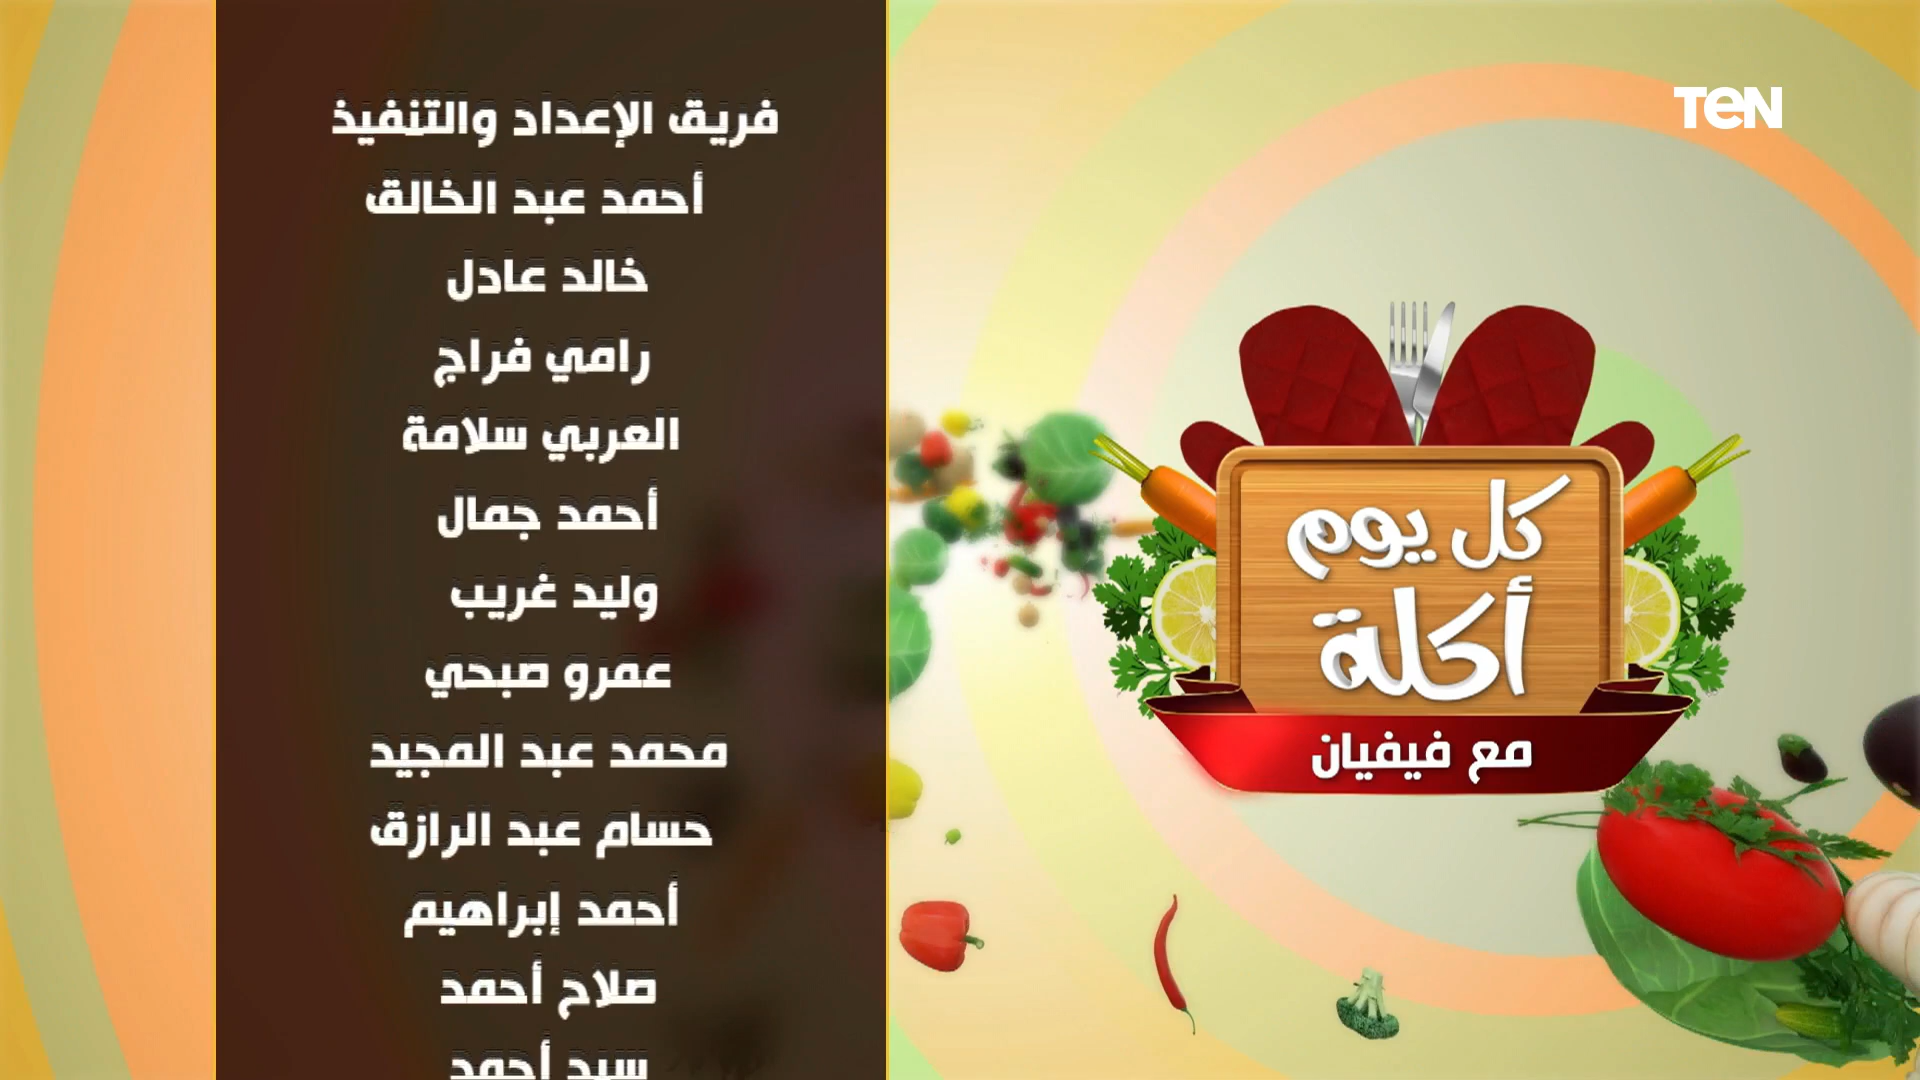 فريق الإعداد والتنفيذ
أحمد عبد الخالق
خالد عادل
رامي فراج
العربي سلامة
أحمد جمال
وليد غريب
عمرو صبحي
محمد عبد المجيد
حسام عبد الرازق
أحمد إبراهيم
صلاح أحمد
سيد أحمد
TeN
كل يوم
أكلة
مع فيفيان